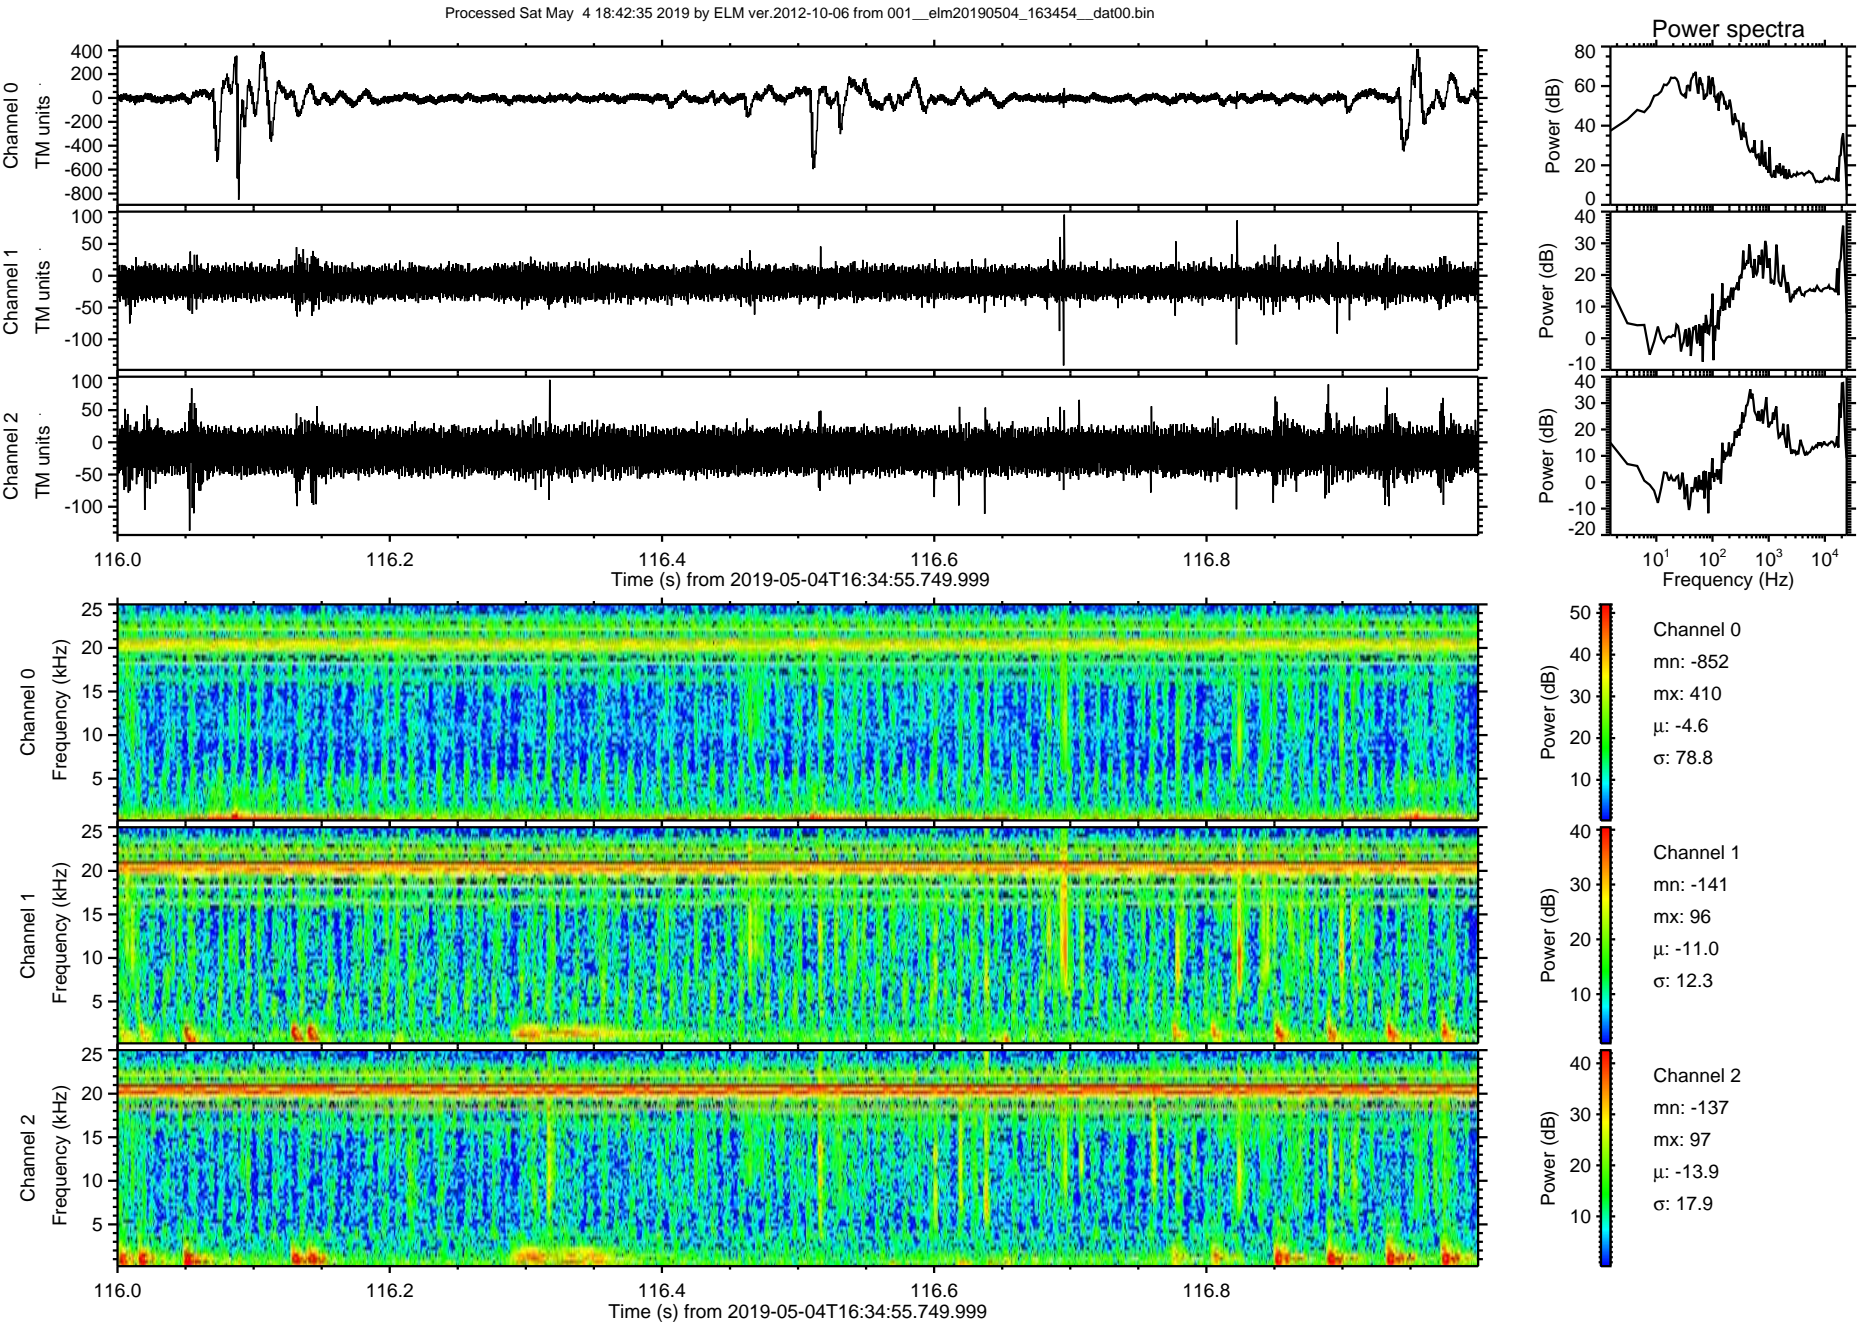 Processed Sat May  4 18:42:35 2019 by ELM ver.2012-10-06 from 001__elm20190504_163454__dat00.bin
Power spectra
Channel 0
TM units
400
200
0
-200
-400
-600
-800
Power (dB)
80
60
40
20
0
Channel 1
TM units
100
50
0
-50
-100
Power (dB)
40
30
20
10
0
-10
Channel 2
TM units
100
50
0
-50
-100
Power (dB)
40
30
20
10
0
-10
-20
116.0 116.2 116.4 116.6 116.8
Time (s) from 2019-05-04T16:34:55.749.999
10¹ 10² 10³ 10⁴
Frequency (Hz)
Channel 0
Frequency (kHz)
25
20
15
10
5
Power (dB)
50
40
30
20
10
Channel 0
mn: -852
mx: 410
μ: -4.6
σ: 78.8
Channel 1
Frequency (kHz)
25
20
15
10
5
Power (dB)
40
30
20
10
Channel 1
mn: -141
mx: 96
μ: -11.0
σ: 12.3
Channel 2
Frequency (kHz)
25
20
15
10
5
Power (dB)
40
30
20
10
Channel 2
mn: -137
mx: 97
μ: -13.9
σ: 17.9
116.0 116.2 116.4 116.6 116.8
Time (s) from 2019-05-04T16:34:55.749.999